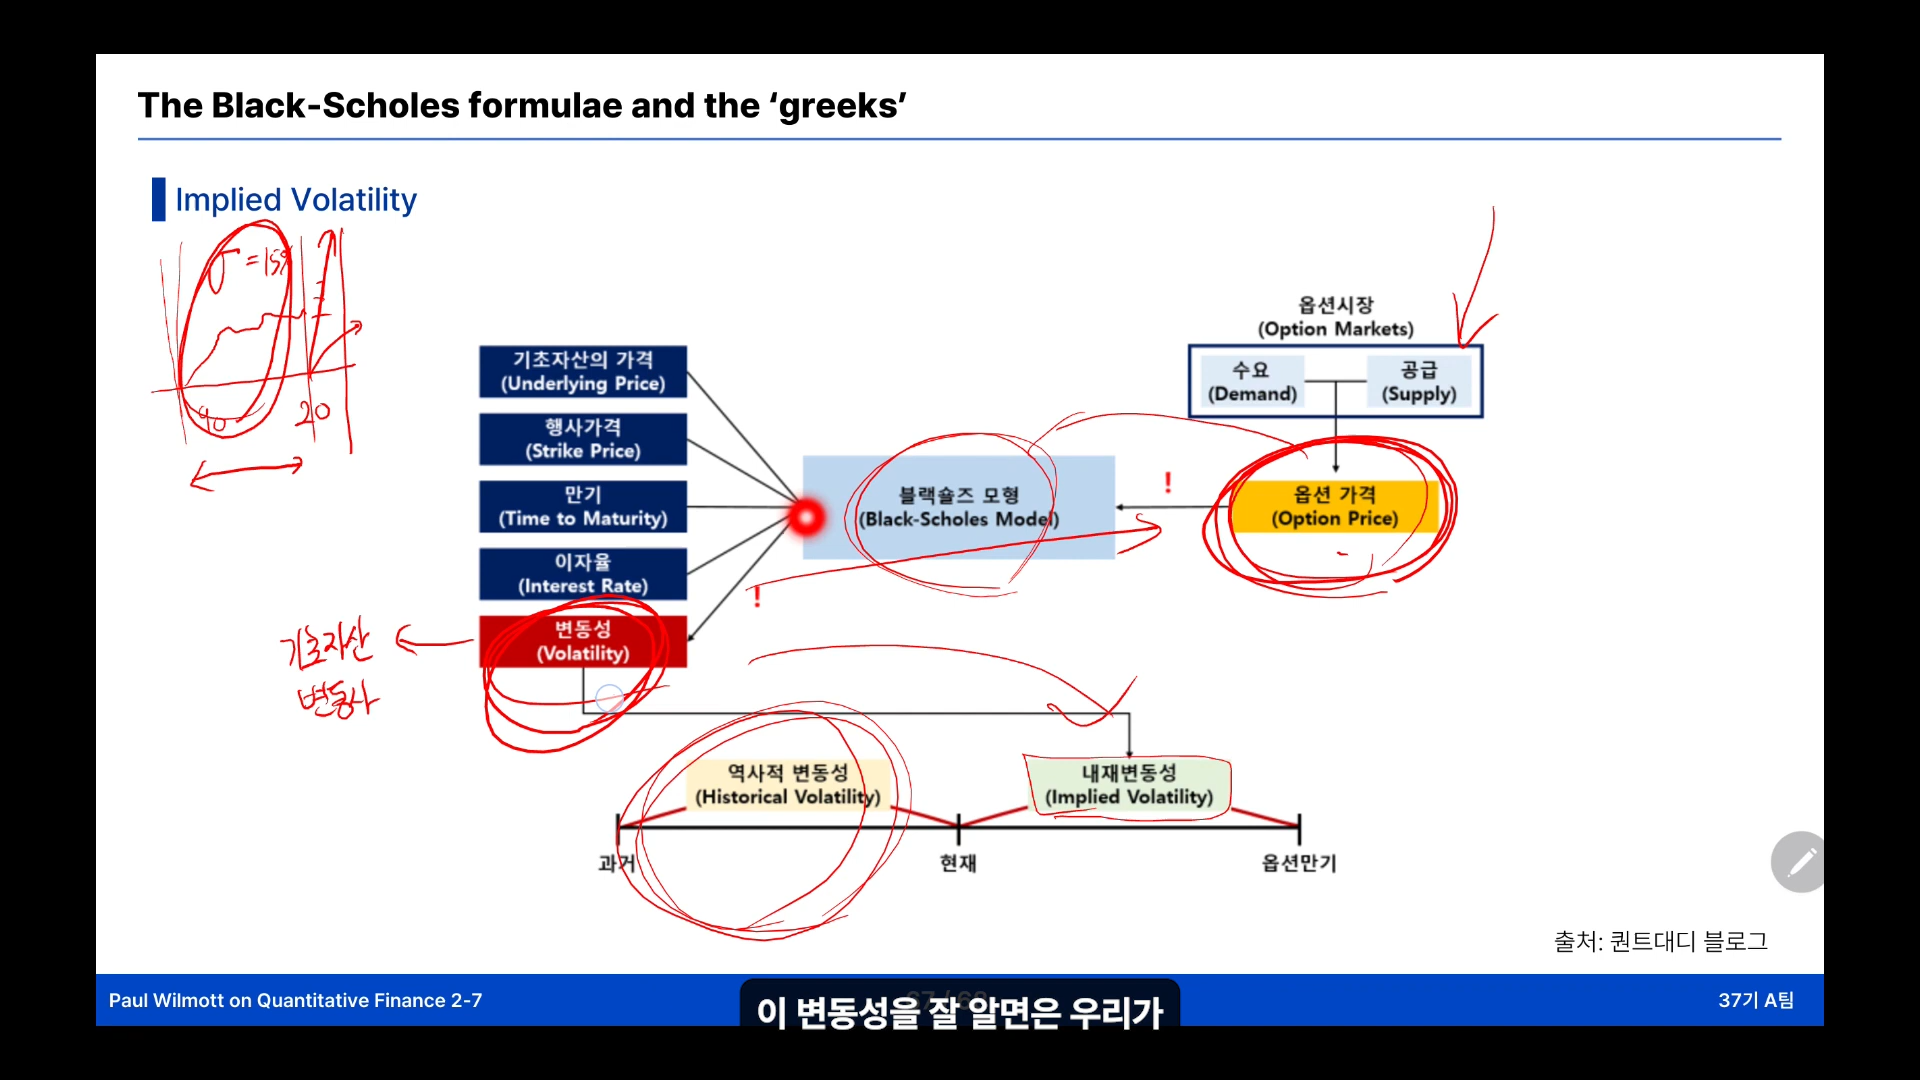 The Black-Scholes formulae and the ‘greeks’
Implied Volatility
σ = 15%
90
20
기초자산의 가격
(Underlying Price)
행사가격
(Strike Price)
만기
(Time to Maturity)
이자율
(Interest Rate)
변동성
(Volatility)
기초자산
변동사
블랙숄즈 모형
(Black-Scholes Model)
!
!
옵션시장
(Option Markets)
수요
(Demand)
공급
(Supply)
옵션 가격
(Option Price)
역사적 변동성
(Historical Volatility)
내재변동성
(Implied Volatility)
과거
현재
옵션만기
출처: 퀀트대디 블로그
Paul Wilmott on Quantitative Finance 2-7
이 변동성을 잘 알면은 우리가
37기 A팀